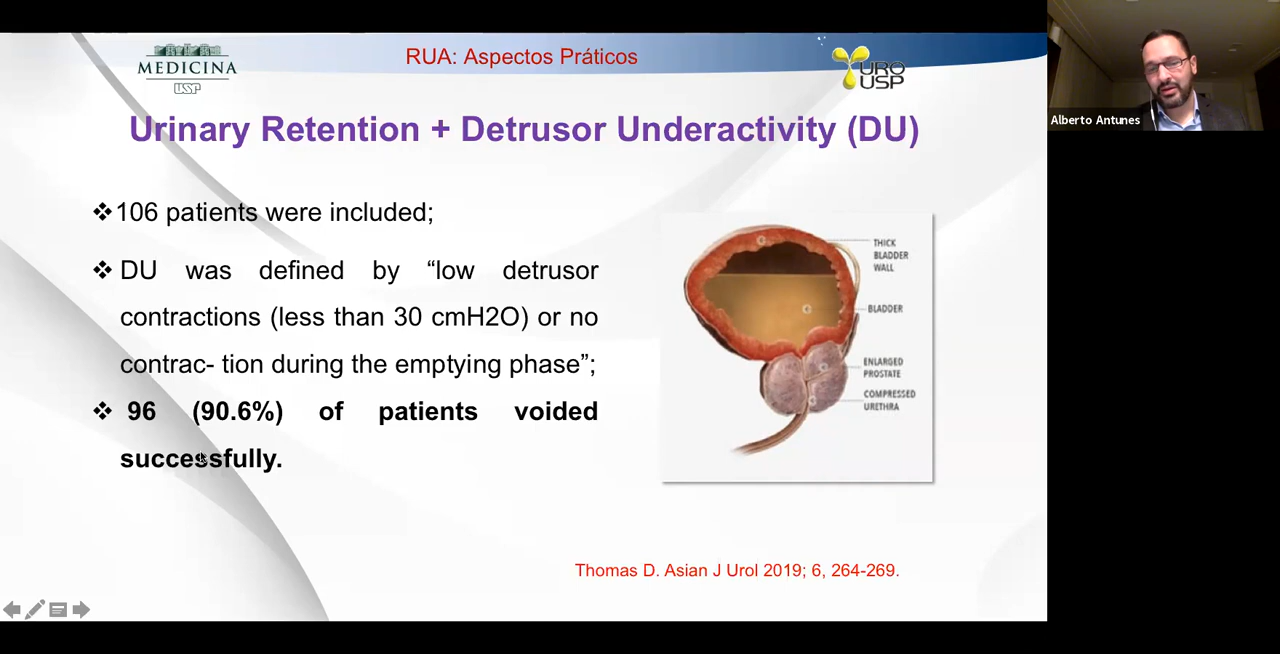 MEDICINA
USP
RUA: Aspectos Práticos
URO
USP
Alberto Antunes
Urinary Retention + Detrusor Underactivity (DU)
❖106 patients were included;
❖ DU was defined by “low detrusor
contractions (less than 30 cmH2O) or no
contrac- tion during the emptying phase”;
❖ 96 (90.6%) of patients voided
successfully.
THICK
BLADDER
WALL
BLADDER
ENLARGED
PROSTATE
COMPRESSED
URETHRA
Thomas D. Asian J Urol 2019; 6, 264-269.